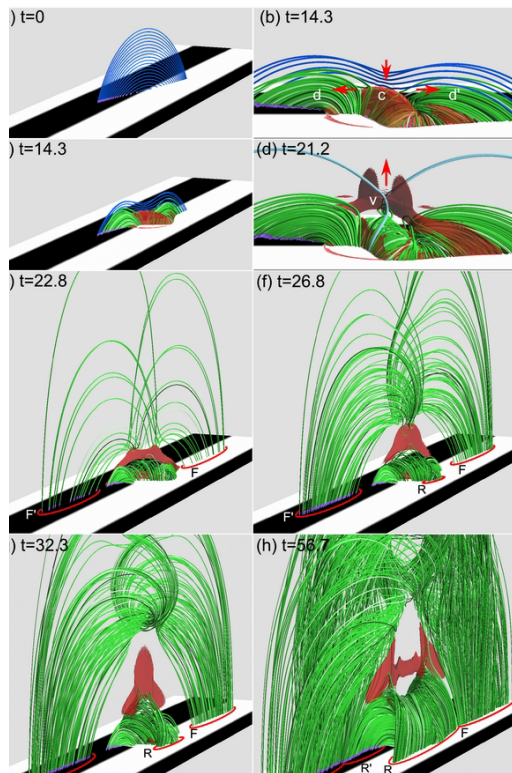 ) t=0
(b) t=14.3
d
c
d'
) t=14.3
(d) t=21.2
v
) t=22.8
F
F'
(f) t=26.8
F
R
F'
) t=32.3
F
R
(h) t=56.7
F
R'
R